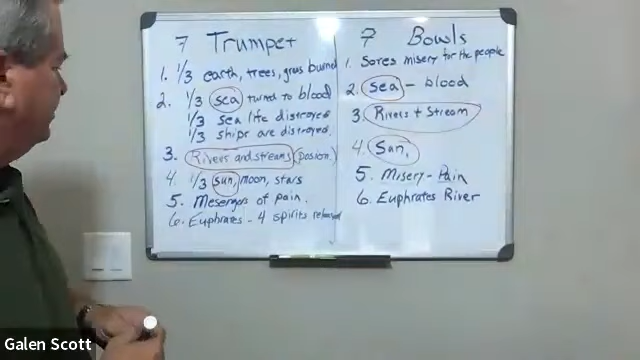 7 Trumpet
1. 1/3 earth, trees, gras burned
2. 1/3 sea turned to blood
1/3 sea life distroyed
1/3 ships are distroyed.
3. Rivers and streams (posion.)
4. 1/3 sun, moon, stars
5. Mesengers of pain.
6. Euphrates - 4 spirits released
7 Bowls
1. Sores misery for the people
2. sea - blood
3. Rivers + Stream
4. Sun,
5. Misery - Pain
6. Euphrates River
Galen Scott